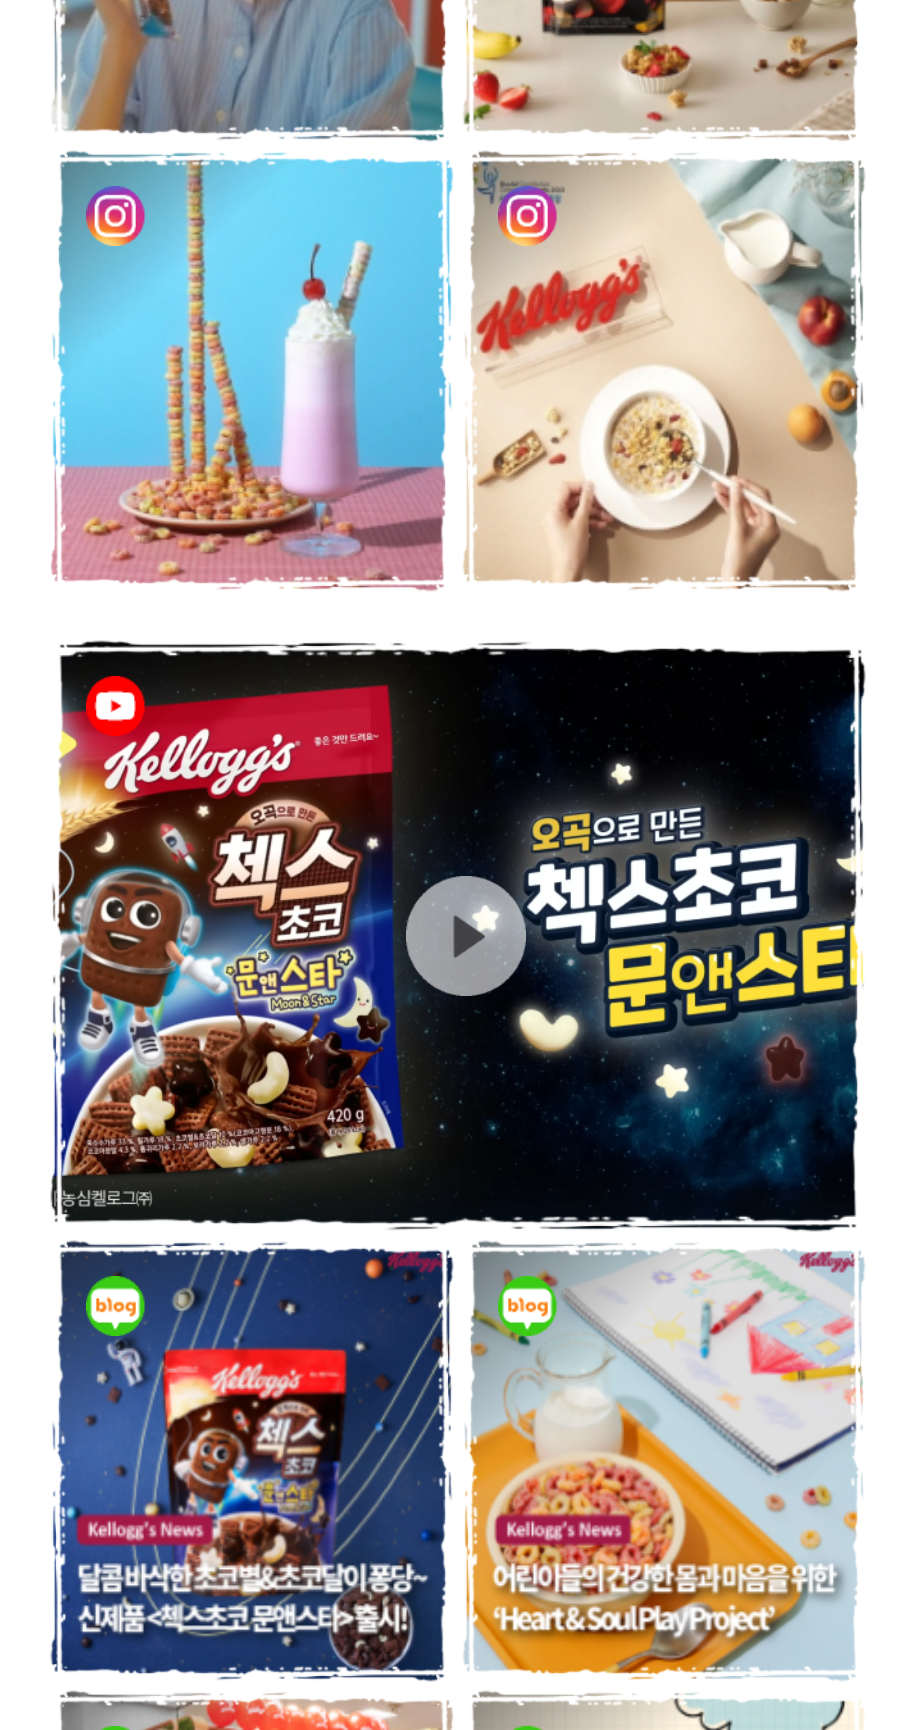 Kellogg's
Kellogg's
좋은 것만 드려요~
오곡으로 만든
첵스
초코
문앤스타
Moon&Star
420 g
오곡으로 만든
첵스초코
문앤스타
농심켈로그㈜
Kellogg's
blog
Kellogg's
첵스
초코
문앤스타
Kellogg's News
달콤 바삭한 초코별&초코달이 퐁당~
신제품 <첵스초코 문앤스타> 출시!
Kellogg's
blog
Kellogg's News
어린이들의 건강한 몸과 마음을 위한
‘Heart & Soul Play Project’